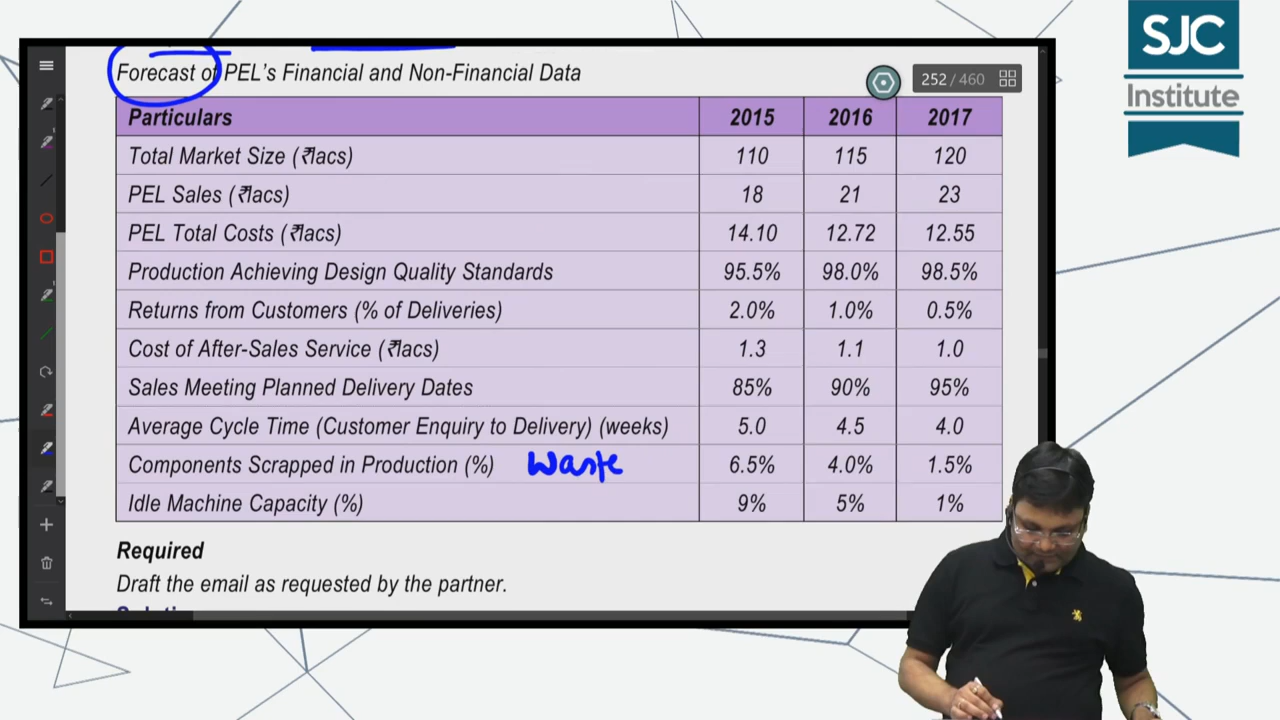 SJC
Institute
Forecast of PEL's Financial and Non-Financial Data
252 / 460
Particulars 2015 2016 2017
Total Market Size (₹lacs) 110 115 120
PEL Sales (₹lacs) 18 21 23
PEL Total Costs (₹lacs) 14.10 12.72 12.55
Production Achieving Design Quality Standards 95.5% 98.0% 98.5%
Returns from Customers (% of Deliveries) 2.0% 1.0% 0.5%
Cost of After-Sales Service (₹lacs) 1.3 1.1 1.0
Sales Meeting Planned Delivery Dates 85% 90% 95%
Average Cycle Time (Customer Enquiry to Delivery) (weeks) 5.0 4.5 4.0
Components Scrapped in Production (%) Waste 6.5% 4.0% 1.5%
Idle Machine Capacity (%) 9% 5% 1%
Required
Draft the email as requested by the partner.